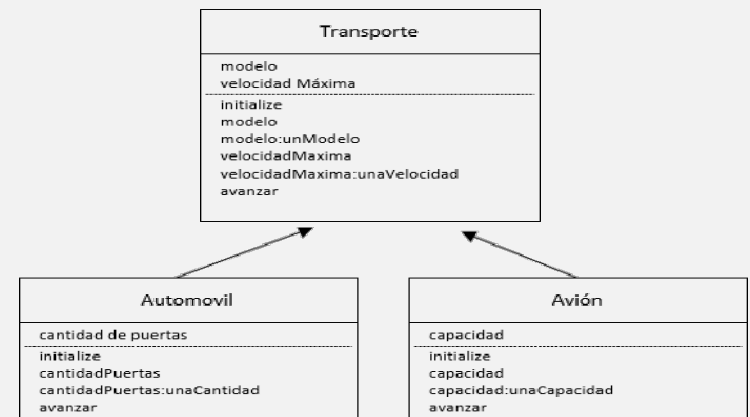 Transporte
modelo
velocidad Máxima
initialize
modelo
modelo:unModelo
velocidadMaxima
velocidadMaxima:unaVelocidad
avanzar
Automovil
cantidad de puertas
initialize
cantidadPuertas
cantidadPuertas:unaCantidad
avanzar
Avión
capacidad
initialize
capacidad
capacidad:unaCapacidad
avanzar